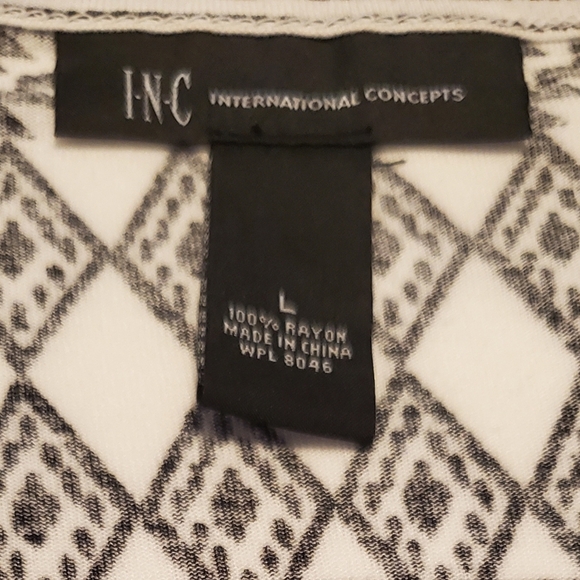 I·N·C INTERNATIONAL CONCEPTS
L
100% RAYON
MADE IN CHINA
WPL 8046